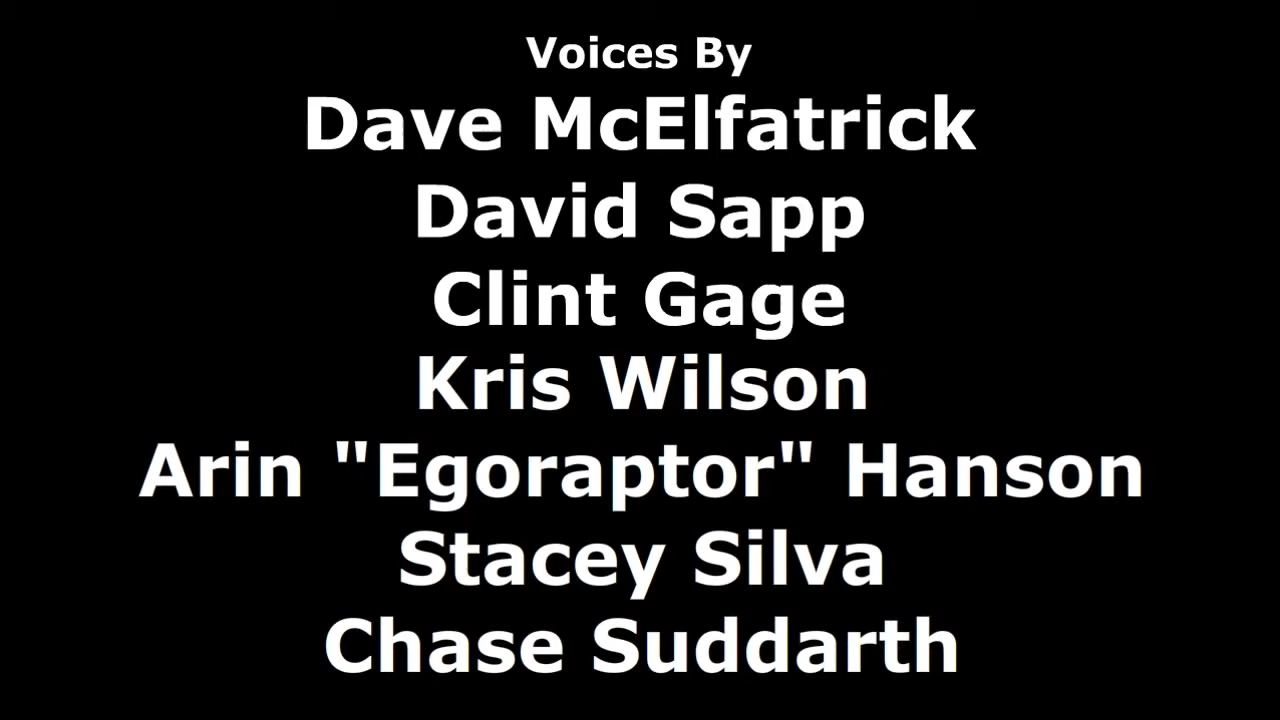 Voices By
Dave McElfatrick
David Sapp
Clint Gage
Kris Wilson
Arin "Egoraptor" Hanson
Stacey Silva
Chase Suddarth